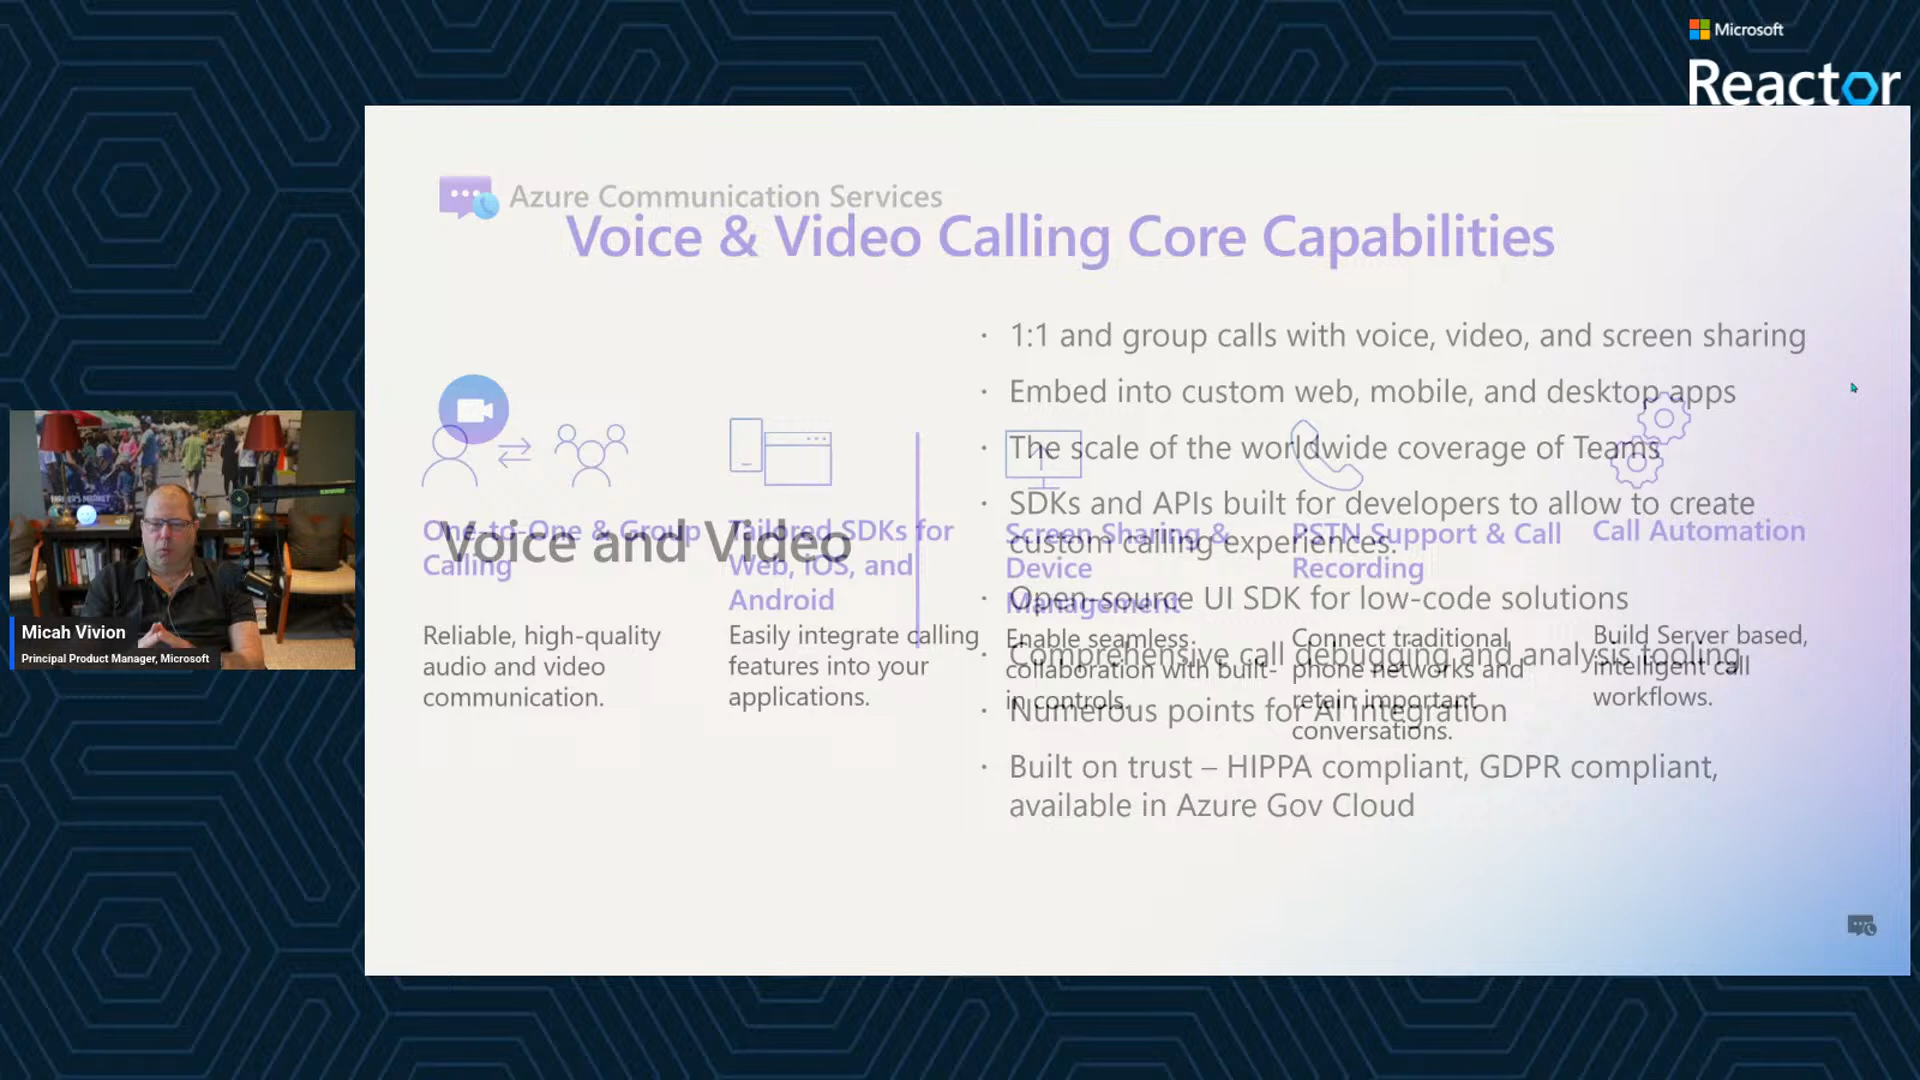 Microsoft
Reactor
Azure Communication Services
Voice & Video Calling Core Capabilities
Voice and Video
· 1:1 and group calls with voice, video, and screen sharing
· Embed into custom web, mobile, and desktop apps
· The scale of the worldwide coverage of Teams
· SDKs and APIs built for developers to allow to create
custom calling experiences.
· Open-source UI SDK for low-code solutions
· Comprehensive call debugging and analysis tooling
· Numerous points for AI integration
· Built on trust – HIPPA compliant, GDPR compliant,
available in Azure Gov Cloud
One-to-One & Group
Calling
Reliable, high-quality
audio and video
communication.
Tailored SDKs for
Web, iOS, and
Android
Easily integrate calling
features into your
applications.
Screen Sharing &
Device
Management
Enable seamless
collaboration with built-
in controls.
PSTN Support & Call
Recording
Connect traditional
phone networks and
retain important
conversations.
Call Automation
Build Server based,
intelligent call
workflows.
Micah Vivion
Principal Product Manager, Microsoft